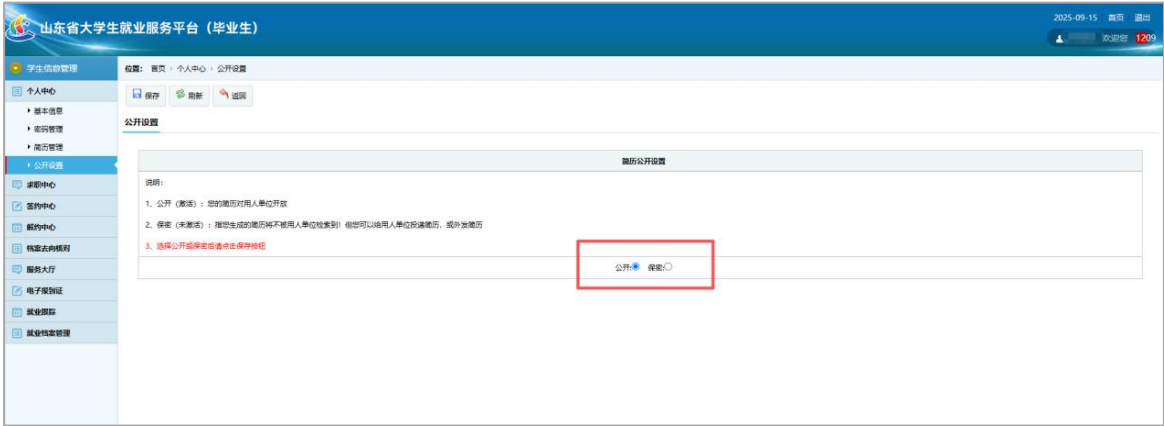 山东省大学生就业服务平台（毕业生）
2025-09-15 首页 退出
欢迎您 1209
学生信息管理
位置： 首页 › 个人中心 › 公开设置
个人中心
保存 刷新 返回
基本信息
密码管理
公开设置
简历管理
公开设置
简历公开设置
求职中心
说明：
签约中心
1、公开（激活）：您的简历对用人单位开放
解约中心
2、保密（未激活）：指您生成的简历将不被用人单位检索到！但您可以给用人单位投递简历，或外发简历
档案去向核对
3、选择公开或保密后请点击保存按钮
服务大厅
公开: 保密:
电子报到证
就业跟踪
就业档案管理